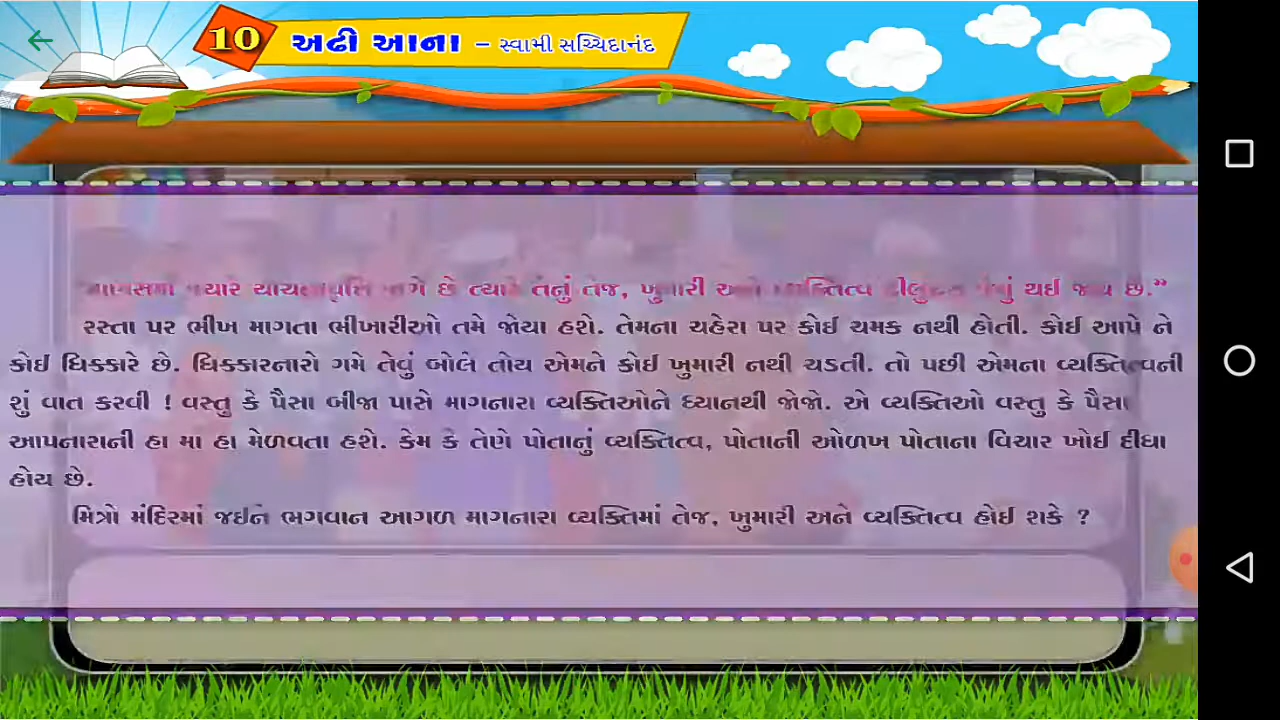 10 અઢી આના - સ્વામી સચ્ચિદાનંદ
છે ત્યારે તેનું તેજ, ખુમારી અને થઈ જાય છે.”
રસ્તા પર ભીખ માગતા ભીખારીઓ તમે જોયા હશે. તેમના ચહેરા પર કોઈ ચમક નથી હોતી. કોઈ આપે ને
કોઈ ધિક્કારે છે. ધિક્કારનારો ગમે તેવું બોલે તોય એમને કોઈ ખુમારી નથી ચડતી. તો પછી એમના વ્યક્તિત્વની
શું વાત કરવી ! વસ્તુ કે પૈસા બીજા પાસે માગનારા વ્યક્તિઓને ધ્યાનથી જોજો. એ વ્યક્તિઓ વસ્તુ કે પૈસા
આપનારાની હા મા હા મેળવતા હશે. કેમ કે તેણે પોતાનું વ્યક્તિત્વ, પોતાની ઓળખ પોતાના વિચાર ખોઈ દીધા
હોય છે.
મિત્રો મંદિરમાં જઈને ભગવાન આગળ માગનારા વ્યક્તિમાં તેજ, ખુમારી અને વ્યક્તિત્વ હોઈ શકે ?